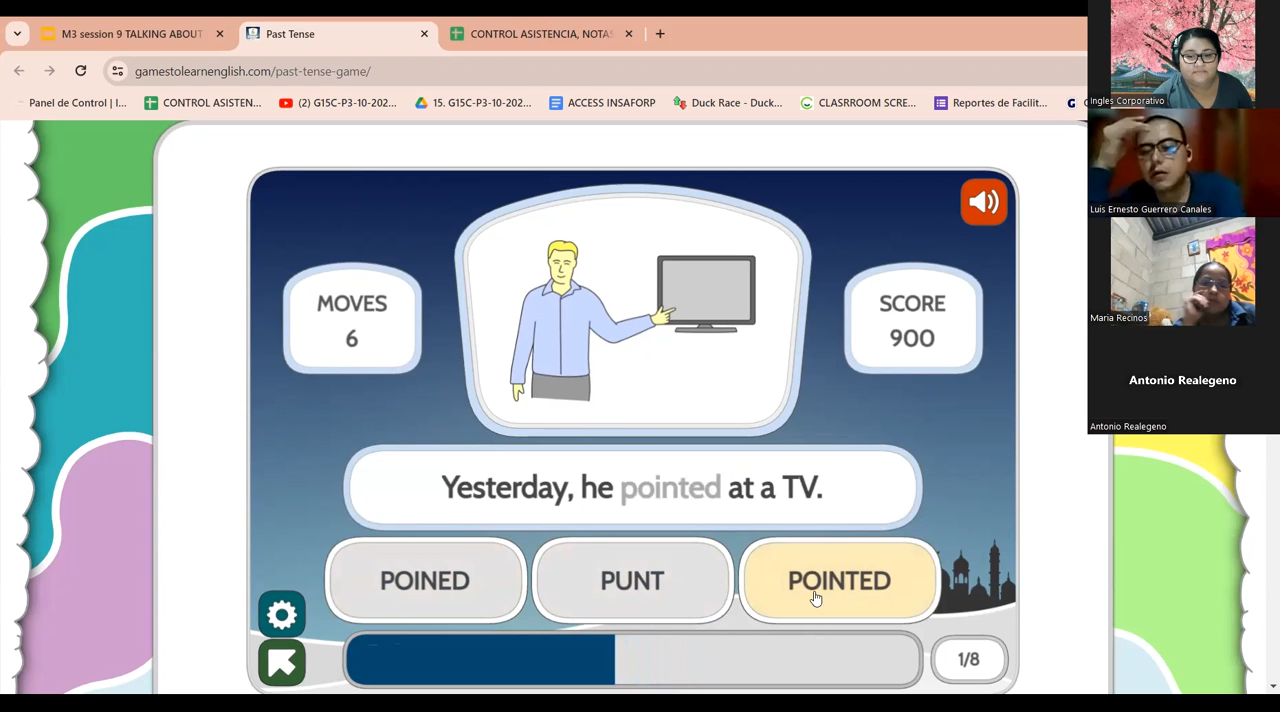 M3 session 9 TALKING ABOUT
Past Tense
CONTROL ASISTENCIA, NOTAS
gamestolearnenglish.com/past-tense-game/
Panel de Control | I...
CONTROL ASISTEN...
(2) G15C-P3-10-202...
15. G15C-P3-10-202...
ACCESS INSAFORP
Duck Race - Duck...
CLASRROOM SCRE...
Reportes de Facilit...
G
Ingles Corporativo
Luis Ernesto Guerrero Canales
Maria Recinos
Antonio Realegeno
Antonio Realegeno
MOVES
6
SCORE
900
Yesterday, he pointed at a TV.
POINED
PUNT
POINTED
1/8